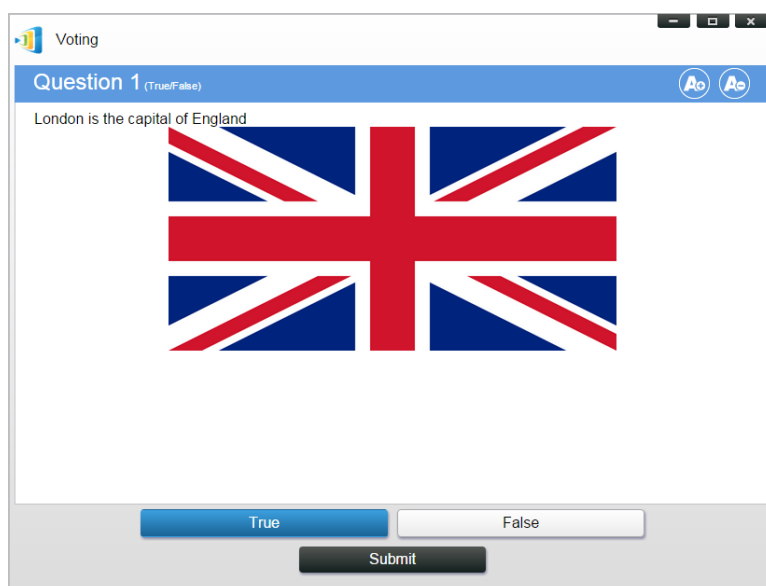 Voting
Question 1 (True/False)
London is the capital of England
True
False
Submit